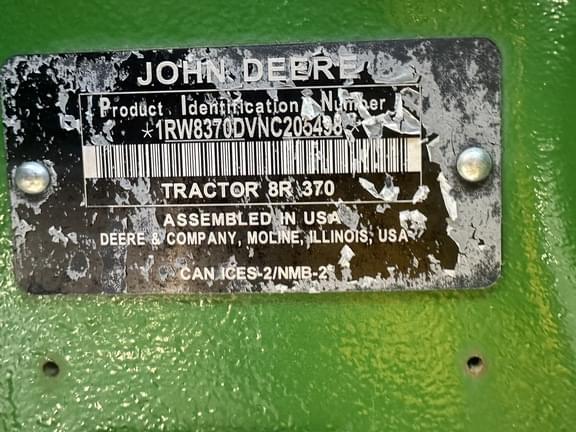 JOHN DEERE
Product Identification Number
*1RW8370DVNC205498*
TRACTOR 8R 370
ASSEMBLED IN USA
DEERE & COMPANY, MOLINE, ILLINOIS, USA
CAN ICES-2/NMB-2